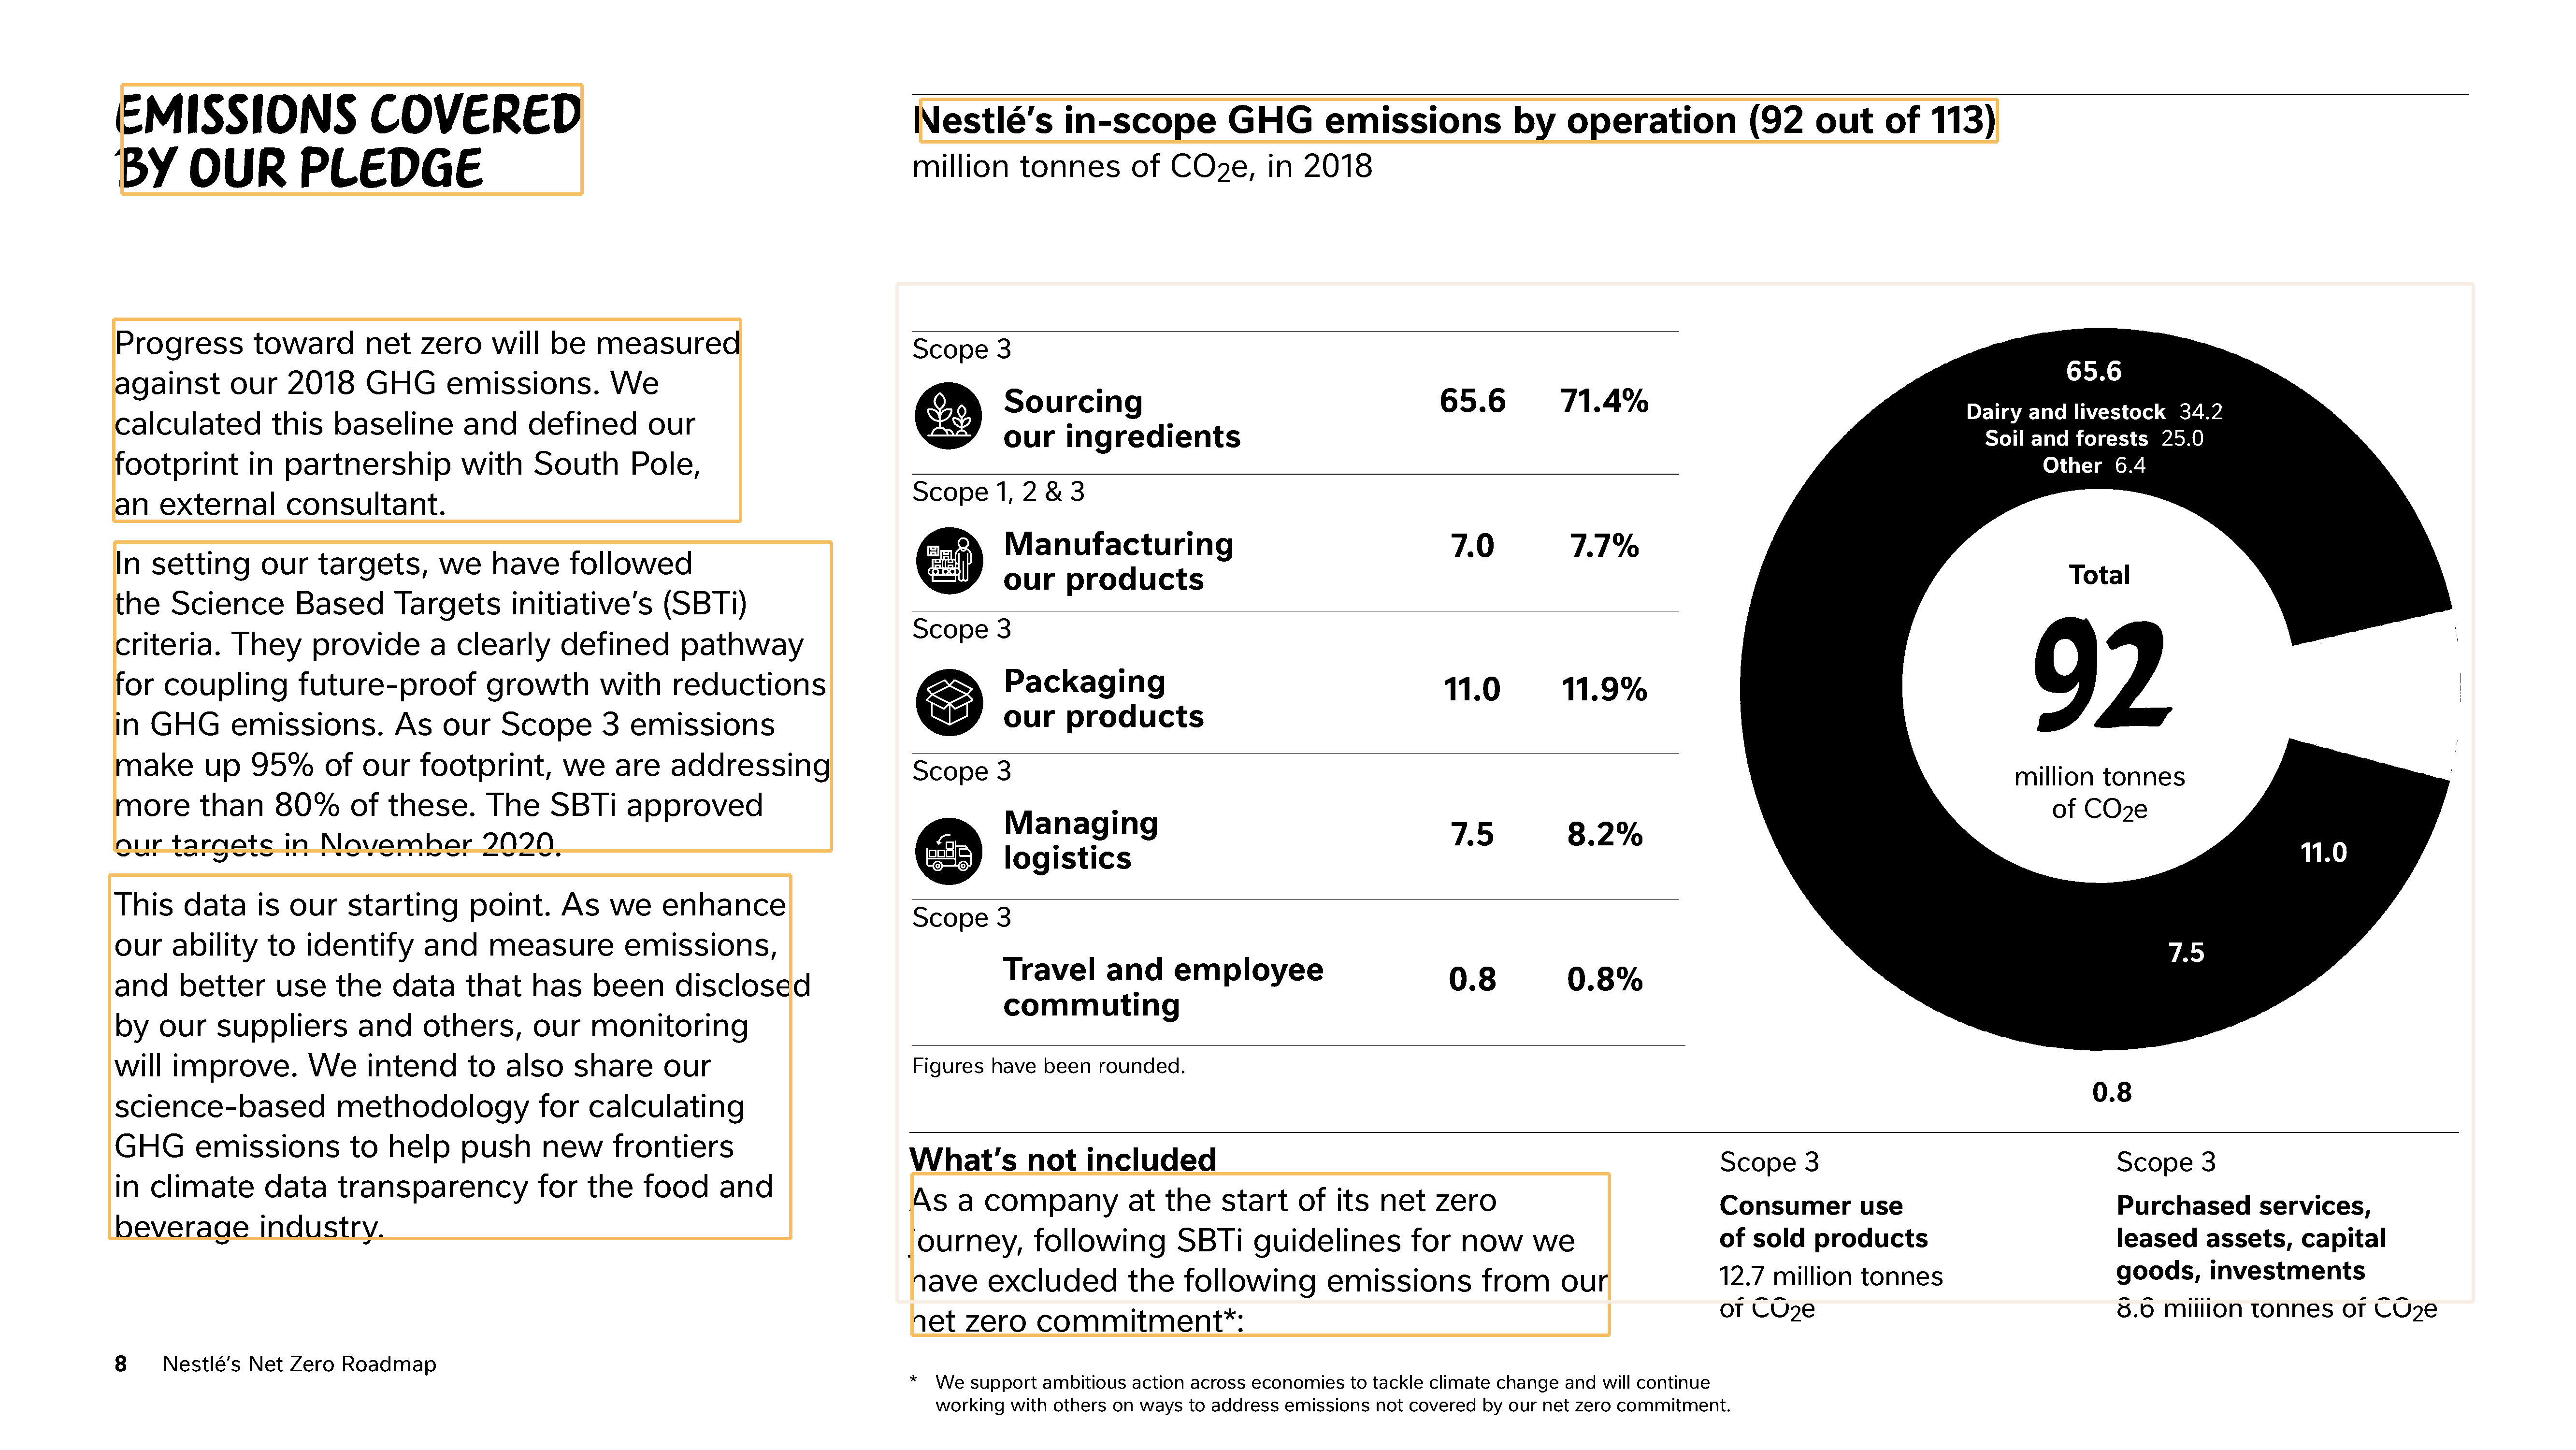 EMISSIONS COVERED
BY OUR PLEDGE
Progress toward net zero will be measured
against our 2018 GHG emissions. We
calculated this baseline and defined our
footprint in partnership with South Pole,
an external consultant.
In setting our targets, we have followed
the Science Based Targets initiative’s (SBTi)
criteria. They provide a clearly defined pathway
for coupling future-proof growth with reductions
in GHG emissions. As our Scope 3 emissions
make up 95% of our footprint, we are addressing
more than 80% of these. The SBTi approved
our targets in November 2020.
This data is our starting point. As we enhance
our ability to identify and measure emissions,
and better use the data that has been disclosed
by our suppliers and others, our monitoring
will improve. We intend to also share our
science-based methodology for calculating
GHG emissions to help push new frontiers
in climate data transparency for the food and
beverage industry.
Nestlé’s in-scope GHG emissions by operation (92 out of 113)
million tonnes of CO2e, in 2018
Scope 3
Sourcing
our ingredients
65.6 71.4%
Scope 1, 2 & 3
Manufacturing
our products
7.0 7.7%
Scope 3
Packaging
our products
11.0 11.9%
Scope 3
Managing
logistics
7.5 8.2%
Scope 3
Travel and employee
commuting
0.8 0.8%
Figures have been rounded.
65.6
Dairy and livestock 34.2
Soil and forests 25.0
Other 6.4
Total
92
million tonnes
of CO2e
11.0
7.5
0.8
What’s not included
As a company at the start of its net zero
journey, following SBTi guidelines for now we
have excluded the following emissions from our
net zero commitment*:
Scope 3
Consumer use
of sold products
12.7 million tonnes
of CO2e
Scope 3
Purchased services,
leased assets, capital
goods, investments
8.6 million tonnes of CO2e
* We support ambitious action across economies to tackle climate change and will continue
working with others on ways to address emissions not covered by our net zero commitment.
8 Nestlé’s Net Zero Roadmap